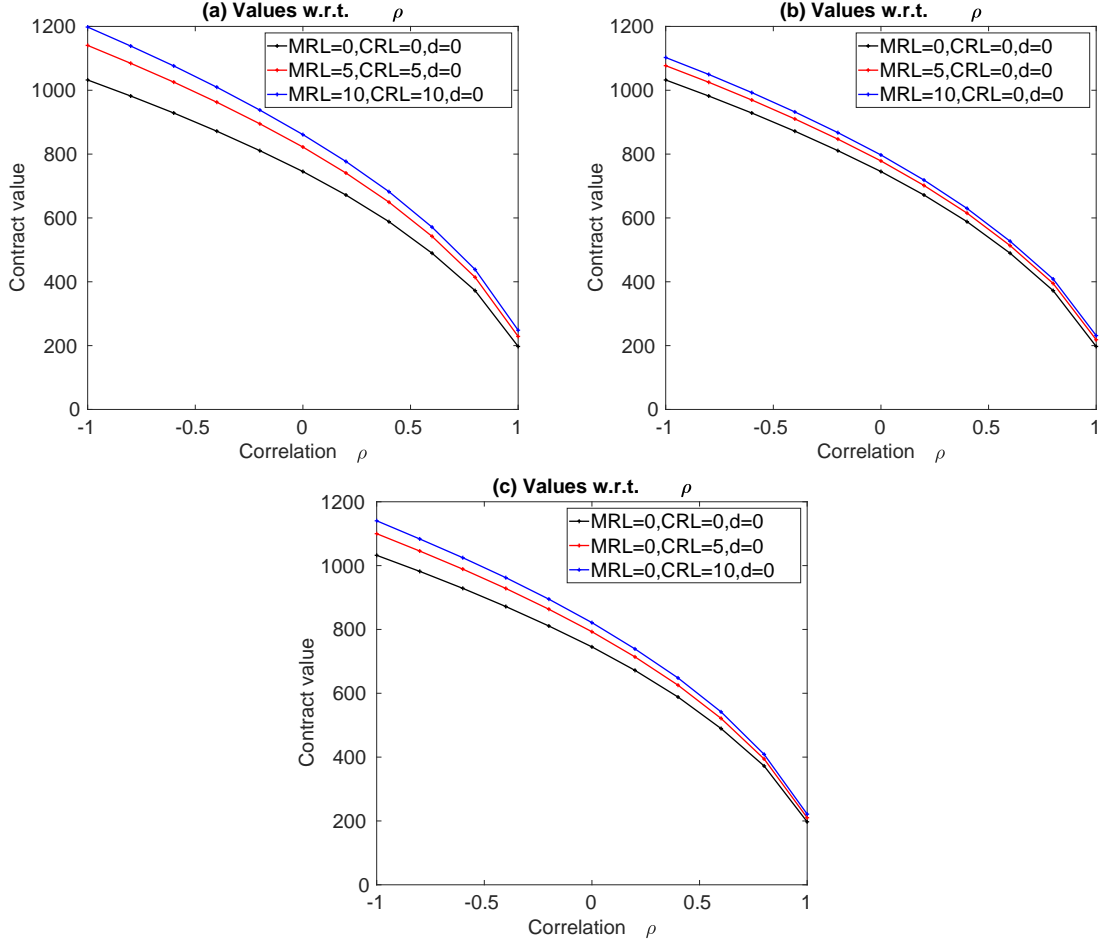 (a) Values w.r.t. ρ
1200
1000
800
600
400
200
0
Contract value
MRL=0,CRL=0,d=0
MRL=5,CRL=5,d=0
MRL=10,CRL=10,d=0
-1 -0.5 0 0.5 1
Correlation ρ
(b) Values w.r.t. ρ
1200
1000
800
600
400
200
0
Contract value
MRL=0,CRL=0,d=0
MRL=5,CRL=0,d=0
MRL=10,CRL=0,d=0
-1 -0.5 0 0.5 1
Correlation ρ
(c) Values w.r.t. ρ
1200
1000
800
600
400
200
0
Contract value
MRL=0,CRL=0,d=0
MRL=0,CRL=5,d=0
MRL=0,CRL=10,d=0
-1 -0.5 0 0.5 1
Correlation ρ